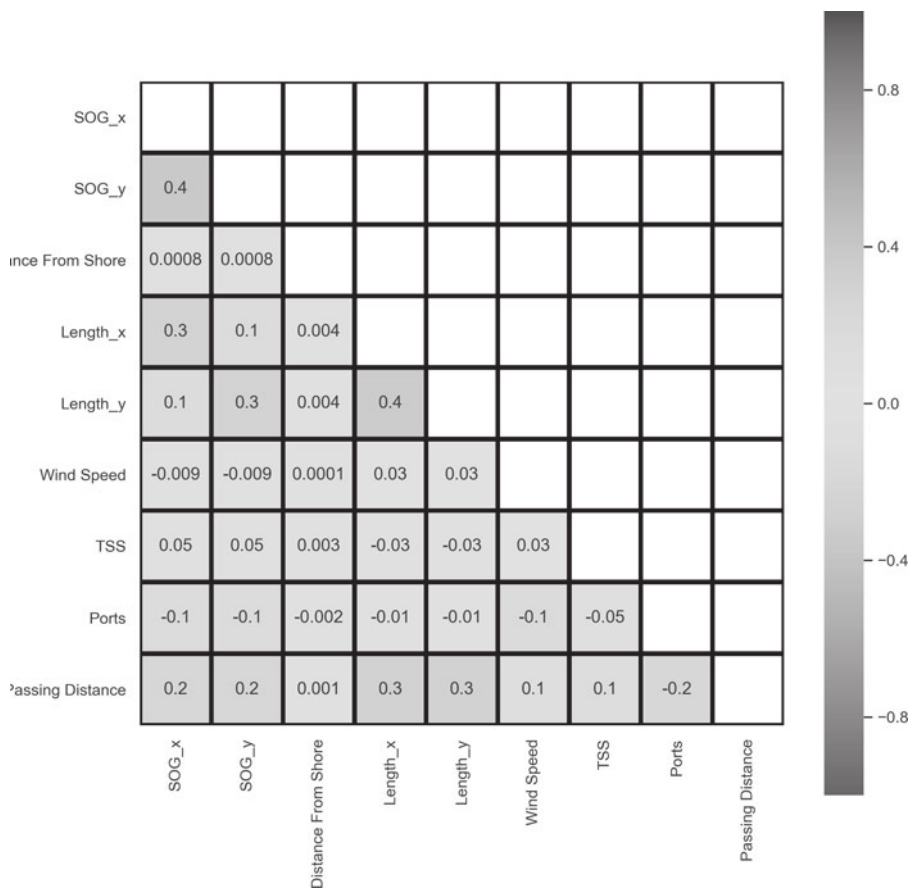 SOG_x
SOG_y 0.4
ance From Shore 0.0008 0.0008
Length_x 0.3 0.1 0.004
Length_y 0.1 0.3 0.004 0.4
Wind Speed -0.009 -0.009 0.0001 0.03 0.03
TSS 0.05 0.05 0.003 -0.03 -0.03 0.03
Ports -0.1 -0.1 -0.002 -0.01 -0.01 -0.1 -0.05
Passing Distance 0.2 0.2 0.001 0.3 0.3 0.1 0.1 -0.2
SOG_x
SOG_y
Distance From Shore
Length_x
Length_y
Wind Speed
TSS
Ports
Passing Distance
0.8
0.4
0.0
−0.4
−0.8